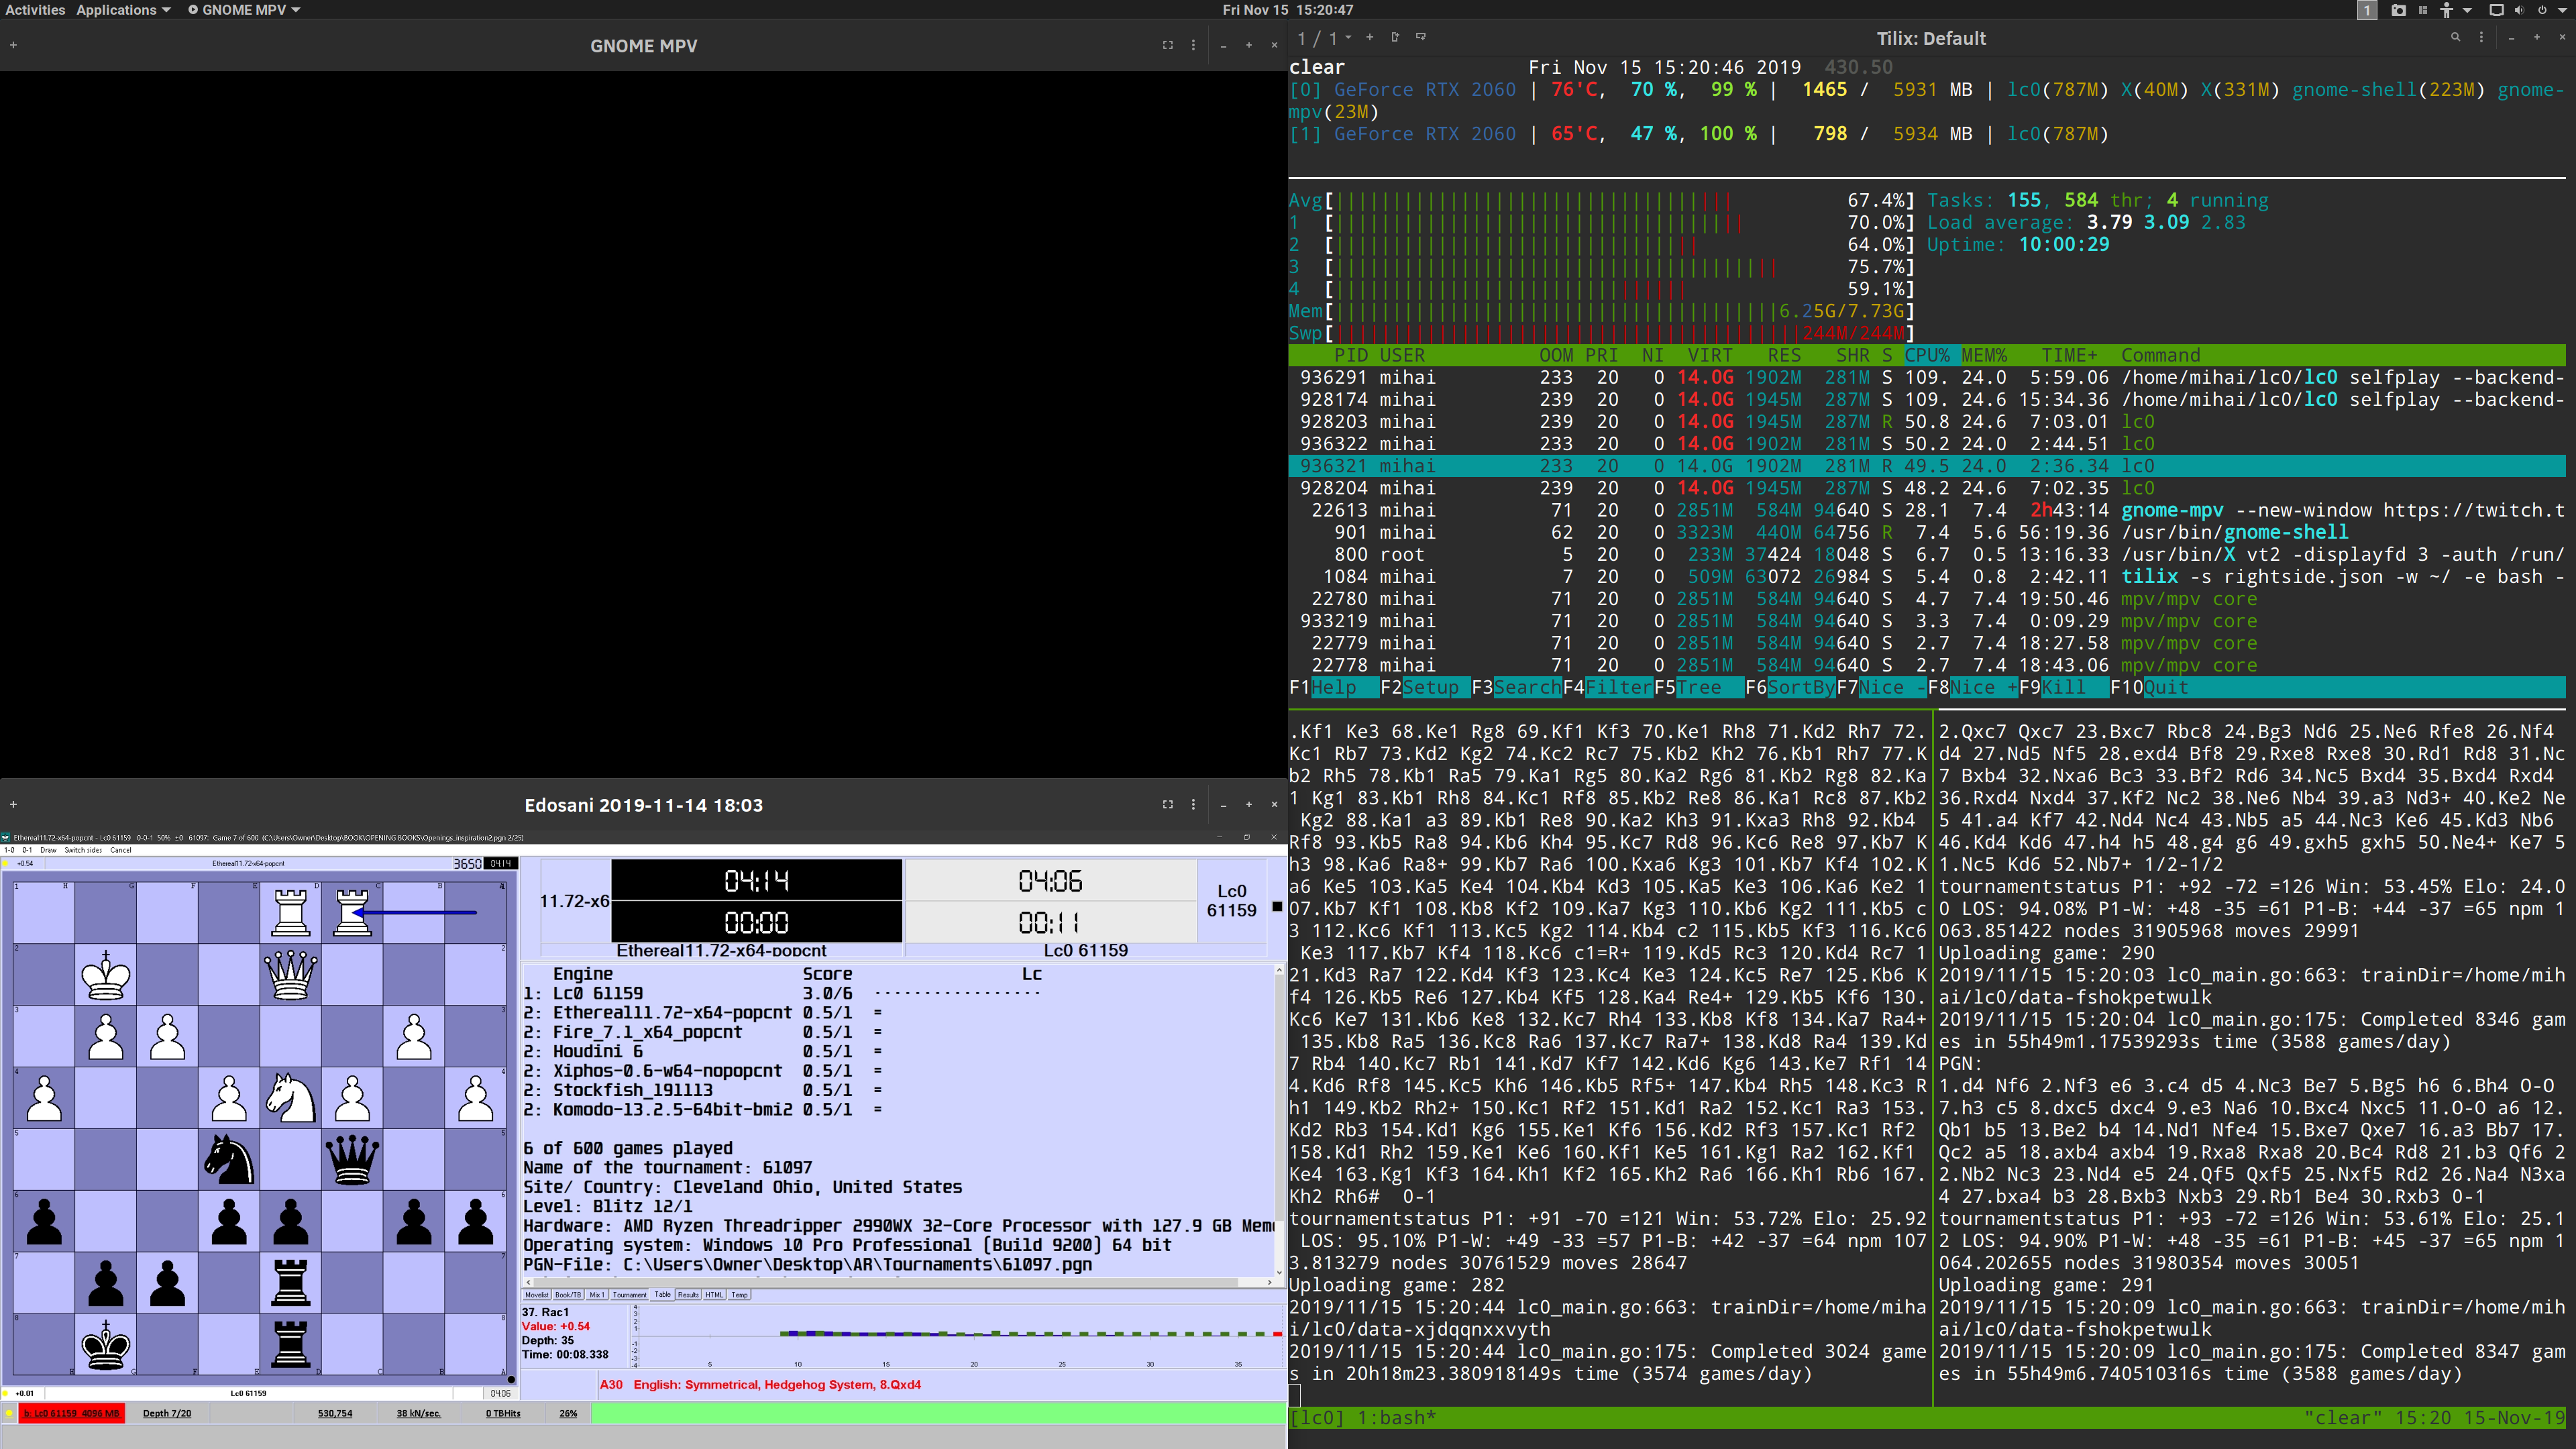 Activities Applications GNOME MPV Fri Nov 15 15:20:47 1
GNOME MPV
1 / 1 Tilix: Default
clear Fri Nov 15 15:20:46 2019 430.50
[0] GeForce RTX 2060 | 76'C, 70 %, 99 % | 1465 / 5931 MB | lc0(787M) X(40M) X(331M) gnome-shell(223M) gnome-
mpv(23M)
[1] GeForce RTX 2060 | 65'C, 47 %, 100 % | 798 / 5934 MB | lc0(787M)
Avg[ 67.4%] Tasks: 155, 584 thr; 4 running
1 [ 70.0%] Load average: 3.79 3.09 2.83
2 [ 64.0%] Uptime: 10:00:29
3 [ 75.7%]
4 [ 59.1%]
Mem[ 6.25G/7.73G]
Swp[ 244M/244M]
PID USER OOM PRI NI VIRT RES SHR S CPU% MEM% TIME+ Command
936291 mihai 233 20 0 14.0G 1902M 281M S 109. 24.0 5:59.06 /home/mihai/lc0/lc0 selfplay --backend-
928174 mihai 239 20 0 14.0G 1945M 287M S 109. 24.6 15:34.36 /home/mihai/lc0/lc0 selfplay --backend-
928203 mihai 239 20 0 14.0G 1945M 287M R 50.8 24.6 7:03.01 lc0
936322 mihai 233 20 0 14.0G 1902M 281M S 50.2 24.0 2:44.51 lc0
936321 mihai 233 20 0 14.0G 1902M 281M R 49.5 24.0 2:36.34 lc0
928204 mihai 239 20 0 14.0G 1945M 287M S 48.2 24.6 7:02.35 lc0
22613 mihai 71 20 0 2851M 584M 94640 S 28.1 7.4 2h43:14 gnome-mpv --new-window https://twitch.t
901 mihai 62 20 0 3323M 440M 64756 R 7.4 5.6 56:19.36 /usr/bin/gnome-shell
800 root 5 20 0 233M 37424 18048 S 6.7 0.5 13:16.33 /usr/bin/X vt2 -displayfd 3 -auth /run/
1084 mihai 7 20 0 509M 63072 26984 S 5.4 0.8 2:42.11 tilix -s rightside.json -w ~/ -e bash -
22780 mihai 71 20 0 2851M 584M 94640 S 4.7 7.4 19:50.46 mpv/mpv core
933219 mihai 71 20 0 2851M 584M 94640 S 3.3 7.4 0:09.29 mpv/mpv core
22779 mihai 71 20 0 2851M 584M 94640 S 2.7 7.4 18:27.58 mpv/mpv core
22778 mihai 71 20 0 2851M 584M 94640 S 2.7 7.4 18:43.06 mpv/mpv core
F1Help F2Setup F3Search F4Filter F5Tree F6SortBy F7Nice - F8Nice + F9Kill F10Quit
.Kf1 Ke3 68.Ke1 Rg8 69.Kf1 Kf3 70.Ke1 Rh8 71.Kd2 Rh7 72.
Kc1 Rb7 73.Kd2 Kg2 74.Kc2 Rc7 75.Kb2 Kh2 76.Kb1 Rh7 77.K
b2 Rh5 78.Kb1 Ra5 79.Ka1 Rg5 80.Ka2 Rg6 81.Kb2 Rg8 82.Ka
1 Kg1 83.Kb1 Rh8 84.Kc1 Rf8 85.Kb2 Re8 86.Ka1 Rc8 87.Kb2
Kg2 88.Ka1 a3 89.Kb1 Re8 90.Ka2 Kh3 91.Kxa3 Rh8 92.Kb4
Rf8 93.Kb5 Ra8 94.Kb6 Kh4 95.Kc7 Rd8 96.Kc6 Re8 97.Kb7 K
h3 98.Ka6 Ra8+ 99.Kb7 Ra6 100.Kxa6 Kg3 101.Kb7 Kf4 102.K
a6 Ke5 103.Ka5 Ke4 104.Kb4 Kd3 105.Ka5 Ke3 106.Ka6 Ke2 1
07.Kb7 Kf1 108.Kb8 Kf2 109.Ka7 Kg3 110.Kb6 Kg2 111.Kb5 c
3 112.Kc6 Kf1 113.Kc5 Kg2 114.Kb4 c2 115.Kb5 Kf3 116.Kc6
Ke3 117.Kb7 Kf4 118.Kc6 c1=R+ 119.Kd5 Rc3 120.Kd4 Rc7 1
21.Kd3 Ra7 122.Kd4 Kf3 123.Kc4 Ke3 124.Kc5 Re7 125.Kb6 K
f4 126.Kb5 Re6 127.Kb4 Kf5 128.Ka4 Re4+ 129.Kb5 Kf6 130.
Kc6 Ke7 131.Kb6 Ke8 132.Kc7 Rh4 133.Kb8 Kf8 134.Ka7 Ra4+
135.Kb8 Ra5 136.Kc8 Ra6 137.Kc7 Ra7+ 138.Kd8 Ra4 139.Kd
7 Rb4 140.Kc7 Rb1 141.Kd7 Kf7 142.Kd6 Kg6 143.Ke7 Rf1 14
4.Kd6 Rf8 145.Kc5 Kh6 146.Kb5 Rf5+ 147.Kb4 Rh5 148.Kc3 R
h1 149.Kb2 Rh2+ 150.Kc1 Rf2 151.Kd1 Ra2 152.Kc1 Ra3 153.
Kd2 Rb3 154.Kd1 Kg6 155.Ke1 Kf6 156.Kd2 Rf3 157.Kc1 Rf2
158.Kd1 Rh2 159.Ke1 Ke6 160.Kf1 Ke5 161.Kg1 Ra2 162.Kf1
Ke4 163.Kg1 Kf3 164.Kh1 Kf2 165.Kh2 Ra6 166.Kh1 Rb6 167.
Kh2 Rh6# 0-1
tournamentstatus P1: +91 -70 =121 Win: 53.72% Elo: 25.92
LOS: 95.10% P1-W: +49 -33 =57 P1-B: +42 -37 =64 npm 107
3.813279 nodes 30761529 moves 28647
Uploading game: 282
2019/11/15 15:20:44 lc0_main.go:663: trainDir=/home/miha
i/lc0/data-xjdqqnxxvyth
2019/11/15 15:20:44 lc0_main.go:175: Completed 3024 game
s in 20h18m23.380918149s time (3574 games/day)
2.Qxc7 Qxc7 23.Bxc7 Rbc8 24.Bg3 Nd6 25.Ne6 Rfe8 26.Nf4
d4 27.Nd5 Nf5 28.exd4 Bf8 29.Rxe8 Rxe8 30.Rd1 Rd8 31.Nc
7 Bxb4 32.Nxa6 Bc3 33.Bf2 Rd6 34.Nc5 Bxd4 35.Bxd4 Rxd4
36.Rxd4 Nxd4 37.Kf2 Nc2 38.Ne6 Nb4 39.a3 Nd3+ 40.Ke2 Ne
5 41.a4 Kf7 42.Nd4 Nc4 43.Nb5 a5 44.Nc3 Ke6 45.Kd3 Nb6
46.Kd4 Kd6 47.h4 h5 48.g4 g6 49.gxh5 gxh5 50.Ne4+ Ke7 5
1.Nc5 Kd6 52.Nb7+ 1/2-1/2
tournamentstatus P1: +92 -72 =126 Win: 53.45% Elo: 24.0
0 LOS: 94.08% P1-W: +48 -35 =61 P1-B: +44 -37 =65 npm 1
063.851422 nodes 31905968 moves 29991
Uploading game: 290
2019/11/15 15:20:03 lc0_main.go:663: trainDir=/home/mih
ai/lc0/data-fshokpetwulk
2019/11/15 15:20:04 lc0_main.go:175: Completed 8346 gam
es in 55h49m1.17539293s time (3588 games/day)
PGN:
1.d4 Nf6 2.Nf3 e6 3.c4 d5 4.Nc3 Be7 5.Bg5 h6 6.Bh4 O-O
7.h3 c5 8.dxc5 dxc4 9.e3 Na6 10.Bxc4 Nxc5 11.O-O a6 12.
Qb1 b5 13.Be2 b4 14.Nd1 Nfe4 15.Bxe7 Qxe7 16.a3 Bb7 17.
Qc2 a5 18.axb4 axb4 19.Rxa8 Rxa8 20.Bc4 Rd8 21.b3 Qf6 2
2.Nb2 Nc3 23.Nd4 e5 24.Qf5 Qxf5 25.Nxf5 Rd2 26.Na4 N3xa
4 27.bxa4 b3 28.Bxb3 Nxb3 29.Rb1 Be4 30.Rxb3 0-1
tournamentstatus P1: +93 -72 =126 Win: 53.61% Elo: 25.1
2 LOS: 94.90% P1-W: +48 -35 =61 P1-B: +45 -37 =65 npm 1
064.202655 nodes 31980354 moves 30051
Uploading game: 291
2019/11/15 15:20:09 lc0_main.go:663: trainDir=/home/mih
ai/lc0/data-fshokpetwulk
2019/11/15 15:20:09 lc0_main.go:175: Completed 8347 gam
es in 55h49m6.740510316s time (3588 games/day)
[lc0] 1:bash* "clear" 15:20 15-Nov-19
Edosani 2019-11-14 18:03
Ethereal11.72-x64-popcnt - Lc0 61159 0-0-1 50% ±0 61097: Game 7 of 600 (C:\Users\Owner\Desktop\BOOK\OPENING BOOKS\Openings_inspiration2.pgn 2/25)
1-0 0-1 Draw Switch sides Cancel
+0.54 Ethereal11.72-x64-popcnt 3650 04:14
H G F E D C B A
1 2 3 4 5 6 7 8
+0.01 Lc0 61159 04:06
11.72-x6 04:14 04:06 Lc0
00:00 00:11 61159
Ethereal11.72-x64-popcnt Lc0 61159
Engine Score Lc
1: Lc0 61159 3.0/6 ------------------
2: Ethereal11.72-x64-popcnt 0.5/1 =
2: Fire_7.1_x64_popcnt 0.5/1 =
2: Houdini 6 0.5/1 =
2: Xiphos-0.6-w64-nopopcnt 0.5/1 =
2: Stockfish_191113 0.5/1 =
2: Komodo-13.2.5-64bit-bmi2 0.5/1 =
6 of 600 games played
Name of the tournament: 61097
Site/ Country: Cleveland Ohio, United States
Level: Blitz 12/1
Hardware: AMD Ryzen Threadripper 2990WX 32-Core Processor with 127.9 GB Mem
Operating system: Windows 10 Pro Professional (Build 9200) 64 bit
PGN-File: C:\Users\Owner\Desktop\AR\Tournaments\61097.pgn
Movelist Book/TB Mix 1 Tournament Table Results HTML Temp
37. Rac1
Value: +0.54
Depth: 35
Time: 00:08.338
5 10 15 20 25 30 35
A30 English: Symmetrical, Hedgehog System, 8.Qxd4
b: Lc0 61159 4096 MB Depth 7/20 530,754 38 kN/sec. 0 TBHits 26%